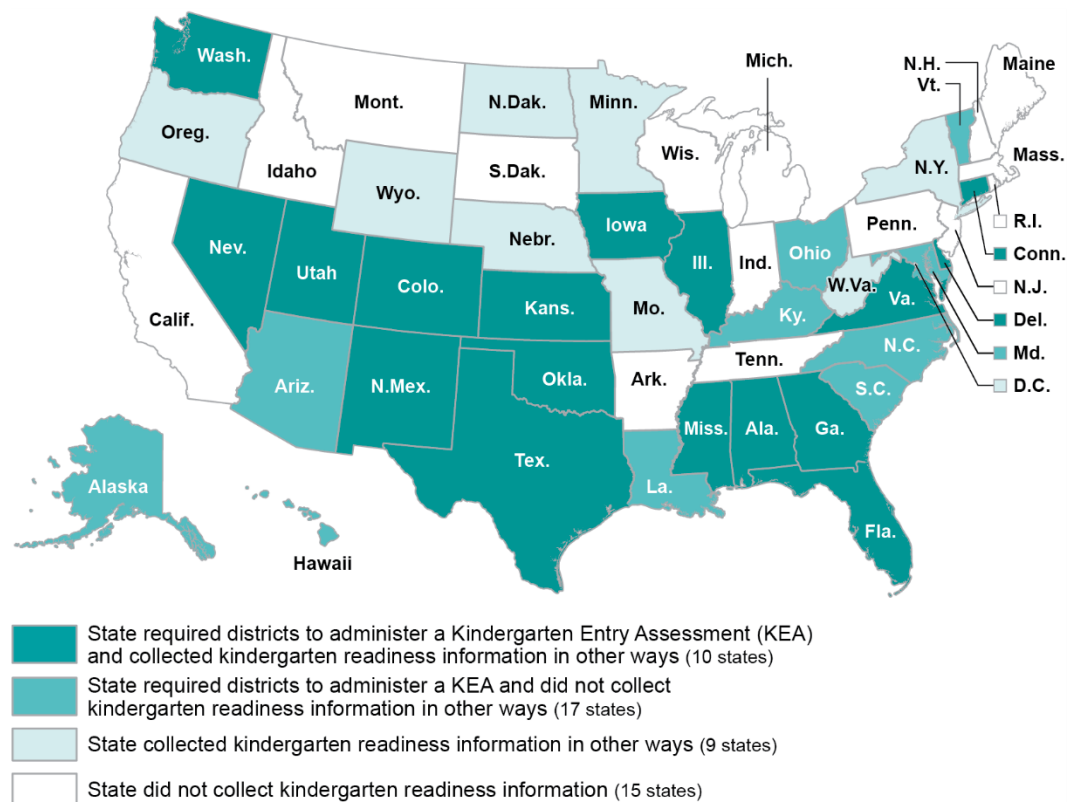 Mich.
N.H.
Maine
Vt.
Wash.
Mont.
N.Dak.
Minn.
Oreg.
Idaho
S.Dak.
Wis.
Mass.
N.Y.
Wyo.
Iowa
Penn.
R.I.
Nebr.
Conn.
Nev.
Utah
Colo.
Ill.
Ind.
Ohio
W.Va.
N.J.
Va.
Calif.
Kans.
Mo.
Ky.
Del.
N.C.
Md.
Tenn.
Ariz.
N.Mex.
Okla.
Ark.
S.C.
D.C.
Miss.
Ala.
Ga.
Tex.
Alaska
La.
Fla.
Hawaii
State required districts to administer a Kindergarten Entry Assessment (KEA)
and collected kindergarten readiness information in other ways (10 states)
State required districts to administer a KEA and did not collect
kindergarten readiness information in other ways (17 states)
State collected kindergarten readiness information in other ways (9 states)
State did not collect kindergarten readiness information (15 states)